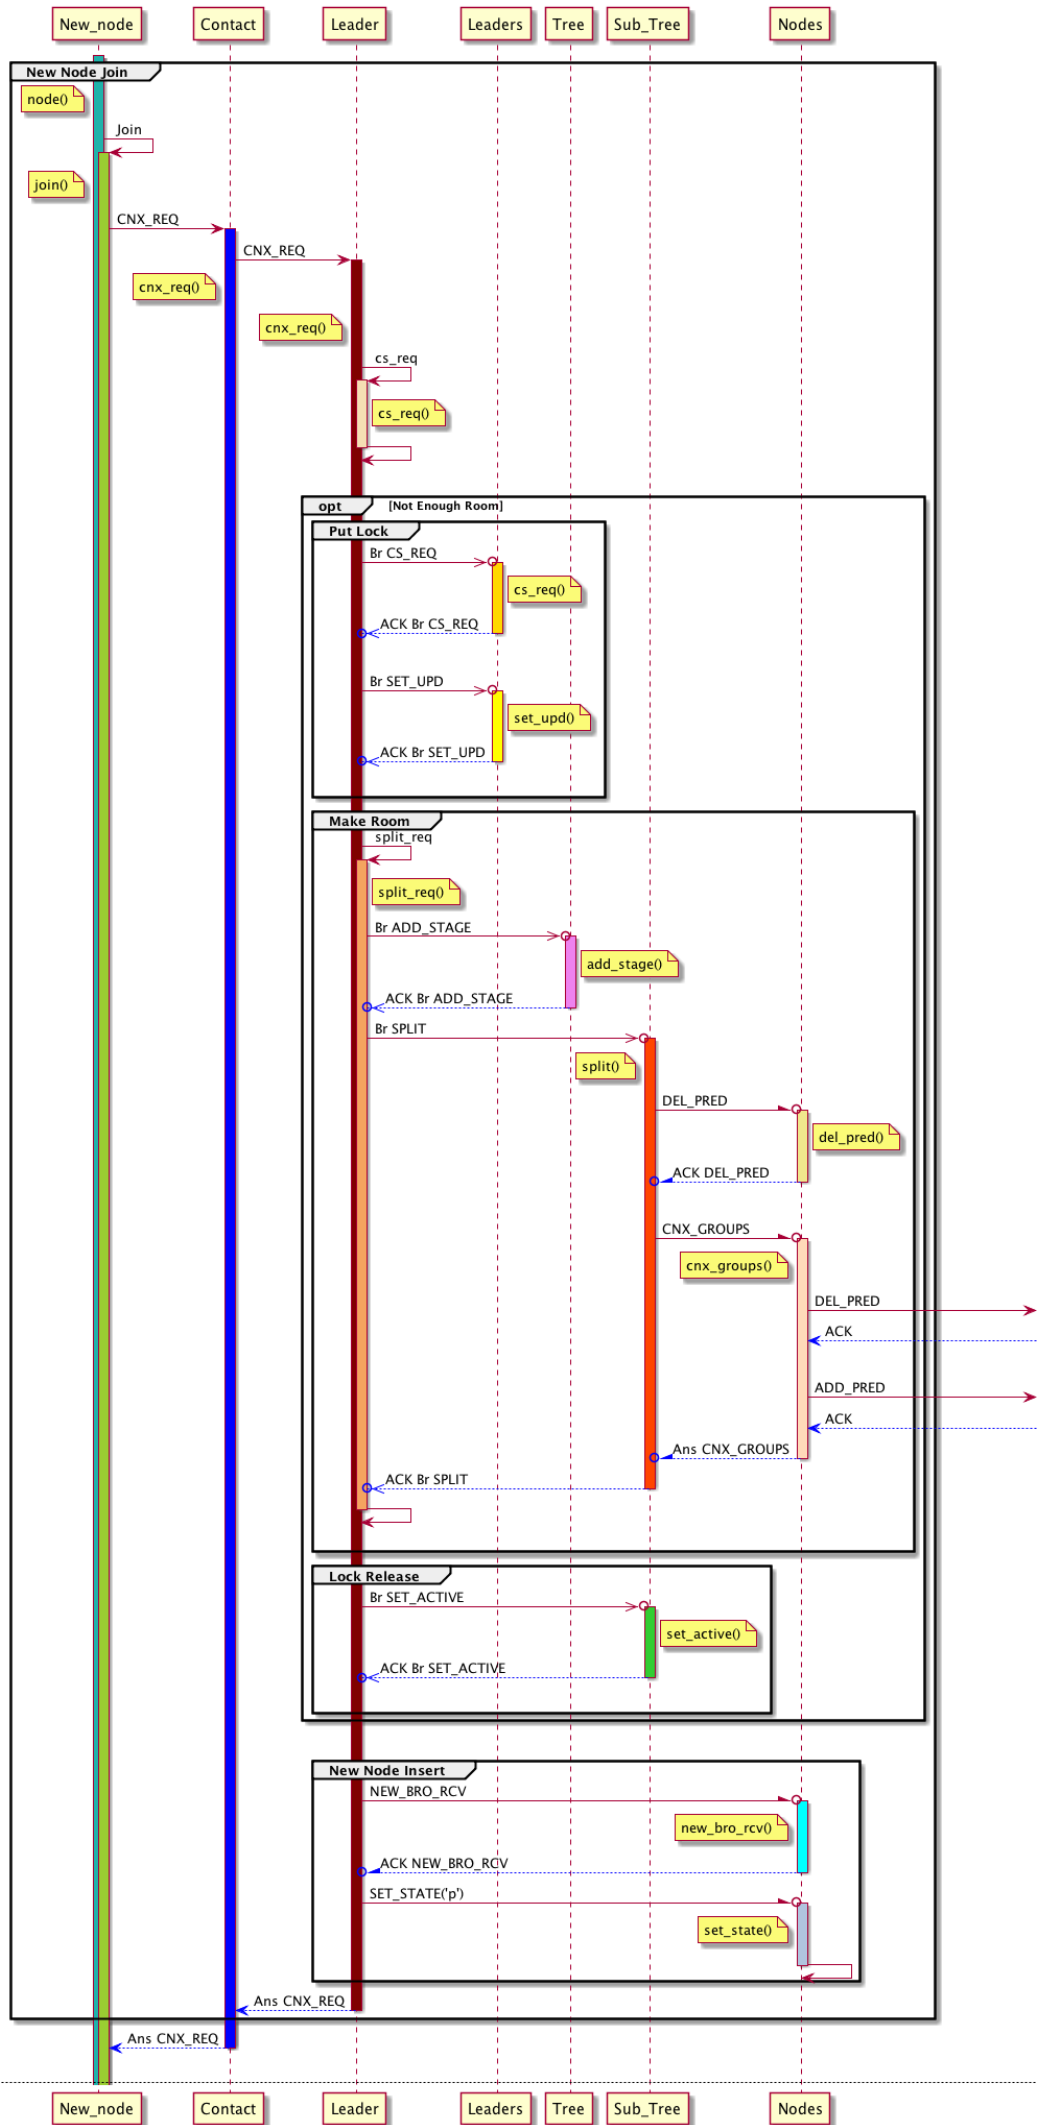 New_node Contact Leader Leaders Tree Sub_Tree Nodes
New Node Join
node()
Join
join()
CNX_REQ
CNX_REQ
cnx_req()
cnx_req()
cs_req
cs_req()
opt [Not Enough Room]
Put Lock
Br CS_REQ
cs_req()
ACK Br CS_REQ
Br SET_UPD
set_upd()
ACK Br SET_UPD
Make Room
split_req
split_req()
Br ADD_STAGE
add_stage()
ACK Br ADD_STAGE
Br SPLIT
split()
DEL_PRED
del_pred()
ACK DEL_PRED
CNX_GROUPS
cnx_groups()
DEL_PRED
ACK
ADD_PRED
ACK
Ans CNX_GROUPS
ACK Br SPLIT
Lock Release
Br SET_ACTIVE
set_active()
ACK Br SET_ACTIVE
New Node Insert
NEW_BRO_RCV
new_bro_rcv()
ACK NEW_BRO_RCV
SET_STATE('p')
set_state()
Ans CNX_REQ
Ans CNX_REQ
New_node Contact Leader Leaders Tree Sub_Tree Nodes